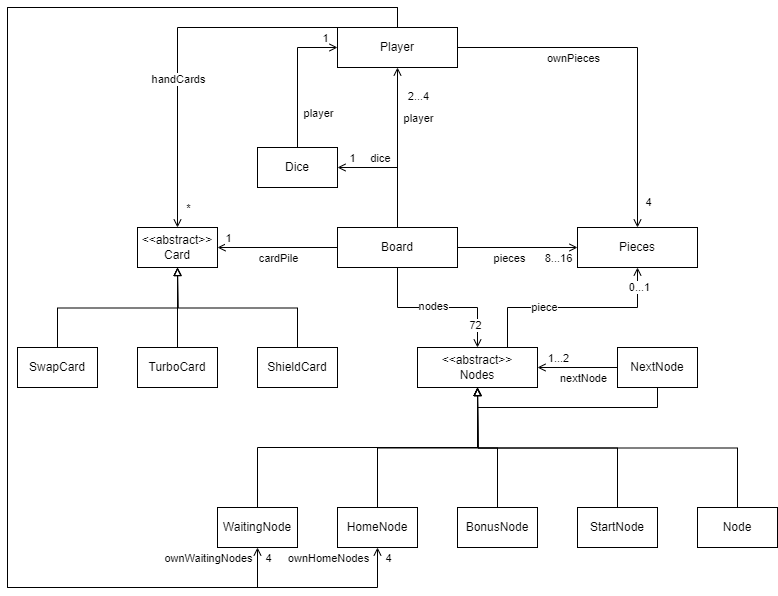 Player
1
ownPieces
handCards
2...4
player
player
1
dice
Dice
*
4
<<abstract>>
Card
1
cardPile
Board
pieces
8...16
Pieces
0...1
nodes
piece
72
SwapCard
TurboCard
ShieldCard
<<abstract>>
Nodes
1...2
nextNode
NextNode
WaitingNode
HomeNode
BonusNode
StartNode
Node
ownWaitingNodes
4
ownHomeNodes
4